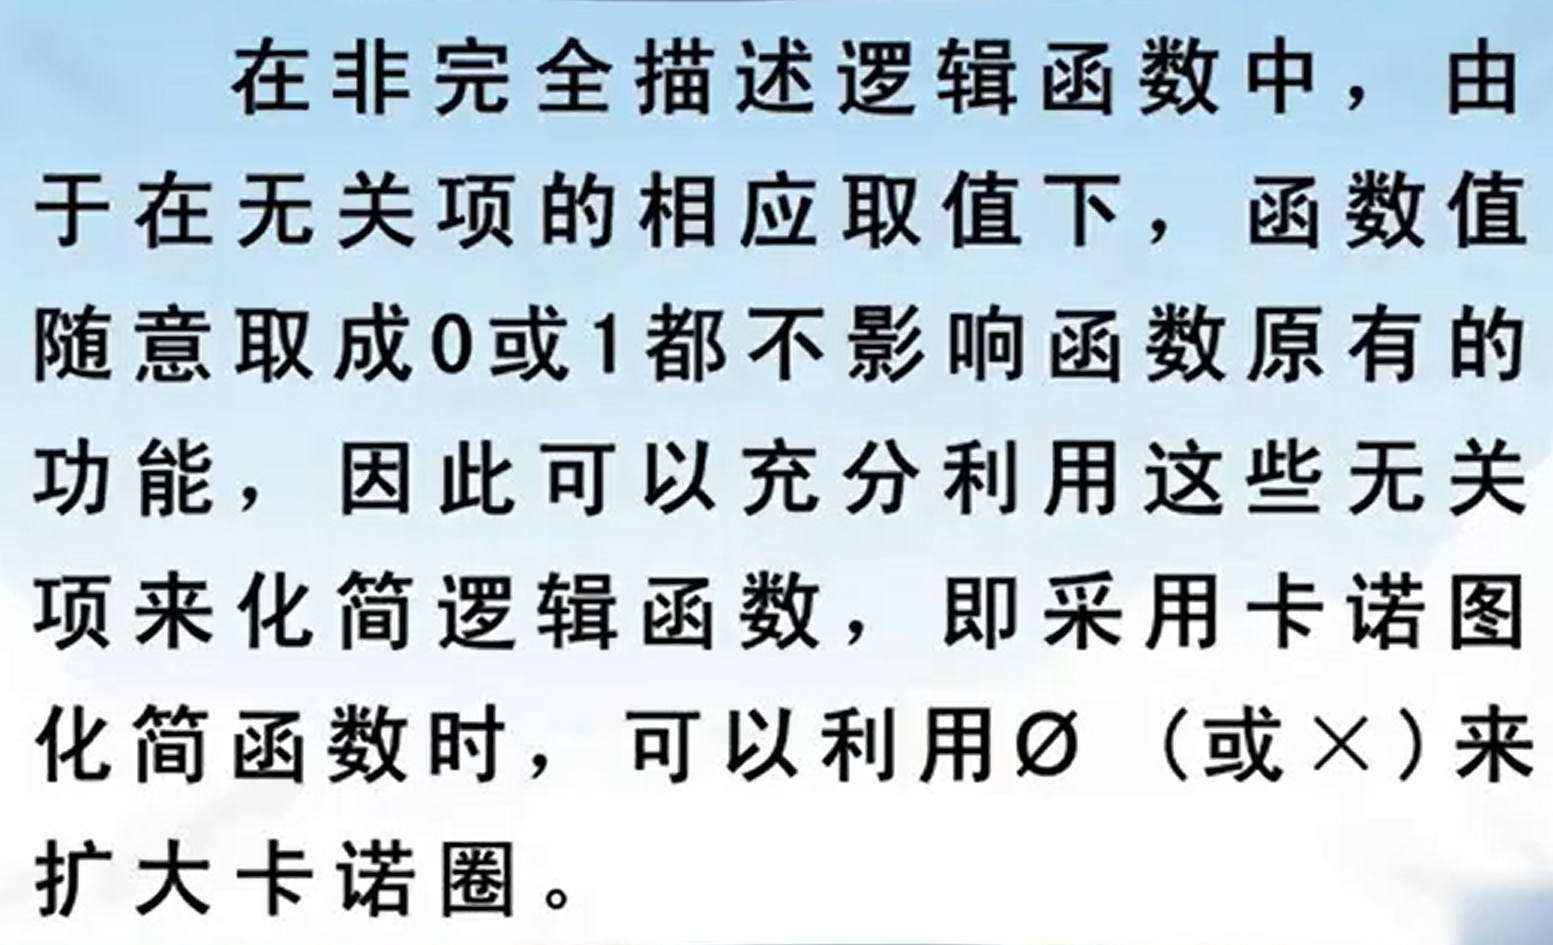 在非完全描述逻辑函数中，由
于在无关项的相应取值下，函数值
随意取成0或1都不影响函数原有的
功能，因此可以充分利用这些无关
项来化简逻辑函数，即采用卡诺图
化简函数时，可以利用Ø（或×）来
扩大卡诺圈。